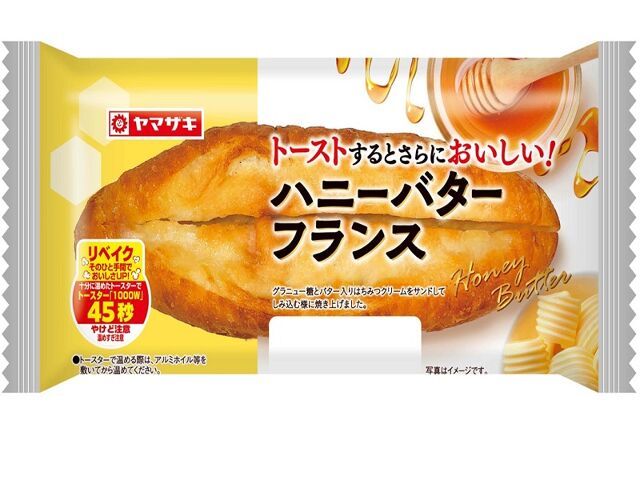 ヤマザキ
トーストするとさらにおいしい!
ハニーバター
フランス
Honey
Butter
グラニュー糖とバター入りはちみつクリームをサンドして
しみ込む様に焼き上げました。
リベイク
そのひと手間で
おいしさUP!
十分に温めたトースターで
トースター「1000W」
45秒
やけど注意
温めすぎ注意
●トースターで温める際は、アルミホイル等を
敷いてから温めてください。
写真はイメージです。